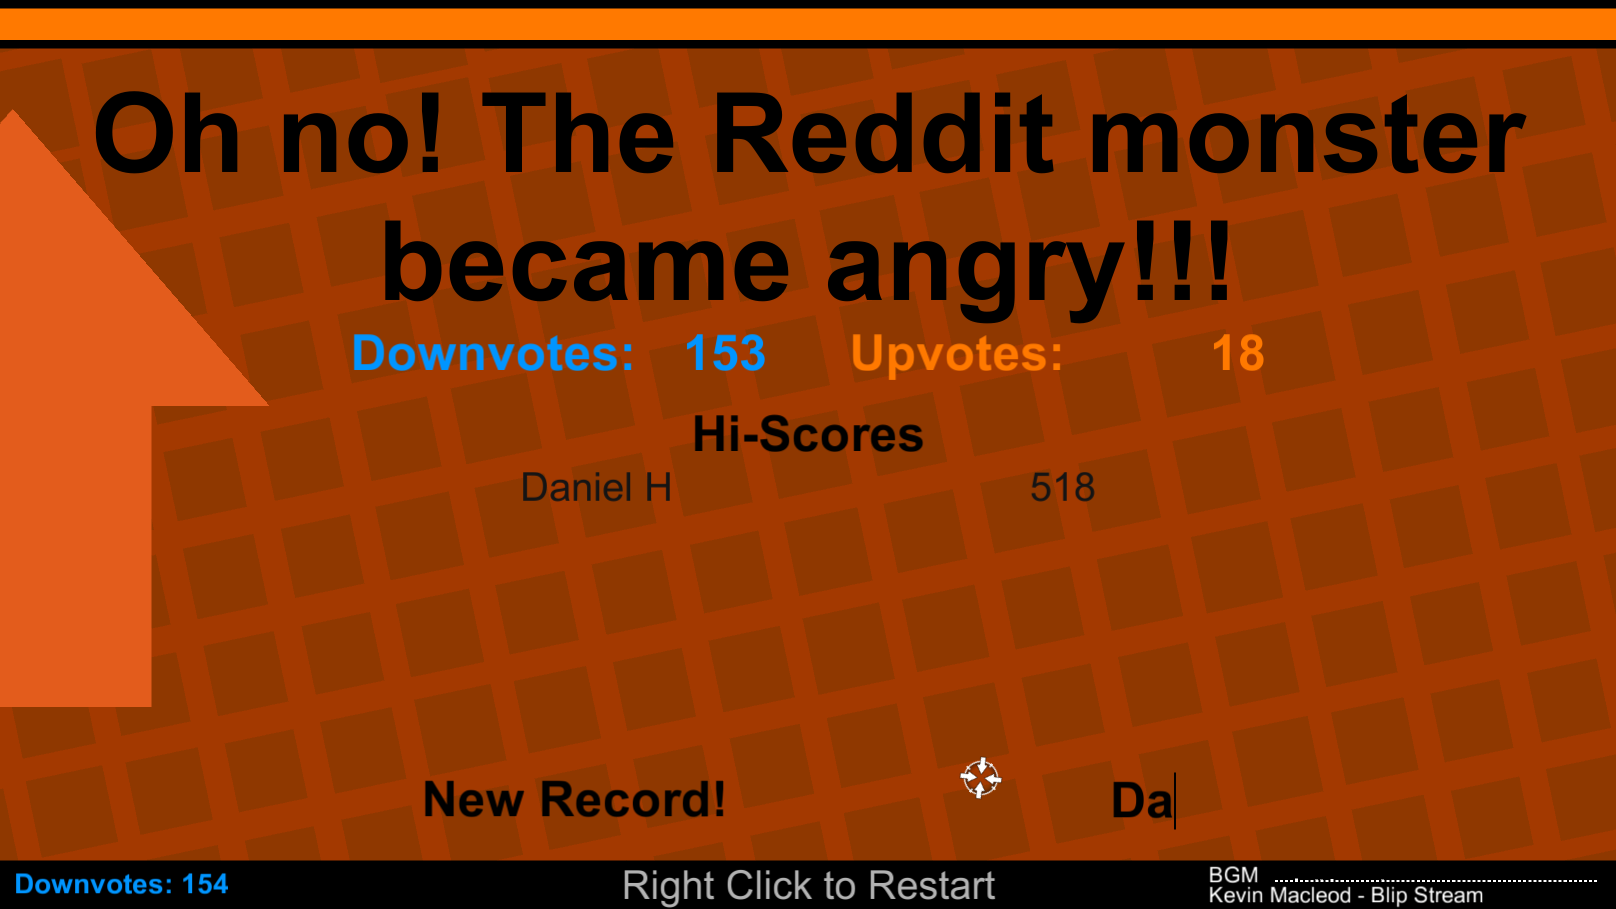 Oh no! The Reddit monster
became angry!!!
Downvotes: 153 Upvotes: 18
Hi-Scores
Daniel H 518
New Record! Da
Downvotes: 154
Right Click to Restart
BGM
Kevin Macleod - Blip Stream